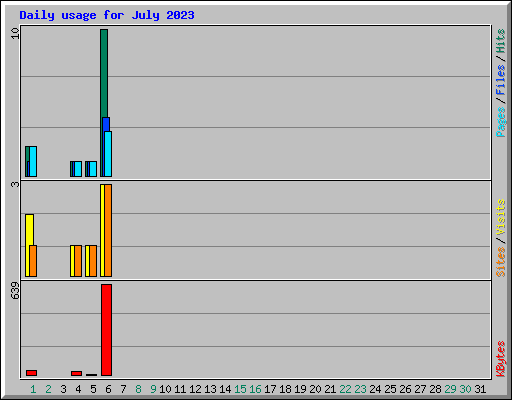 Daily usage for July 2023
10
3
639
Pages / Files / Hits
Sites / Visits
KBytes
1 2 3 4 5 6 7 8 9 10 11 12 13 14 15 16 17 18 19 20 21 22 23 24 25 26 27 28 29 30 31